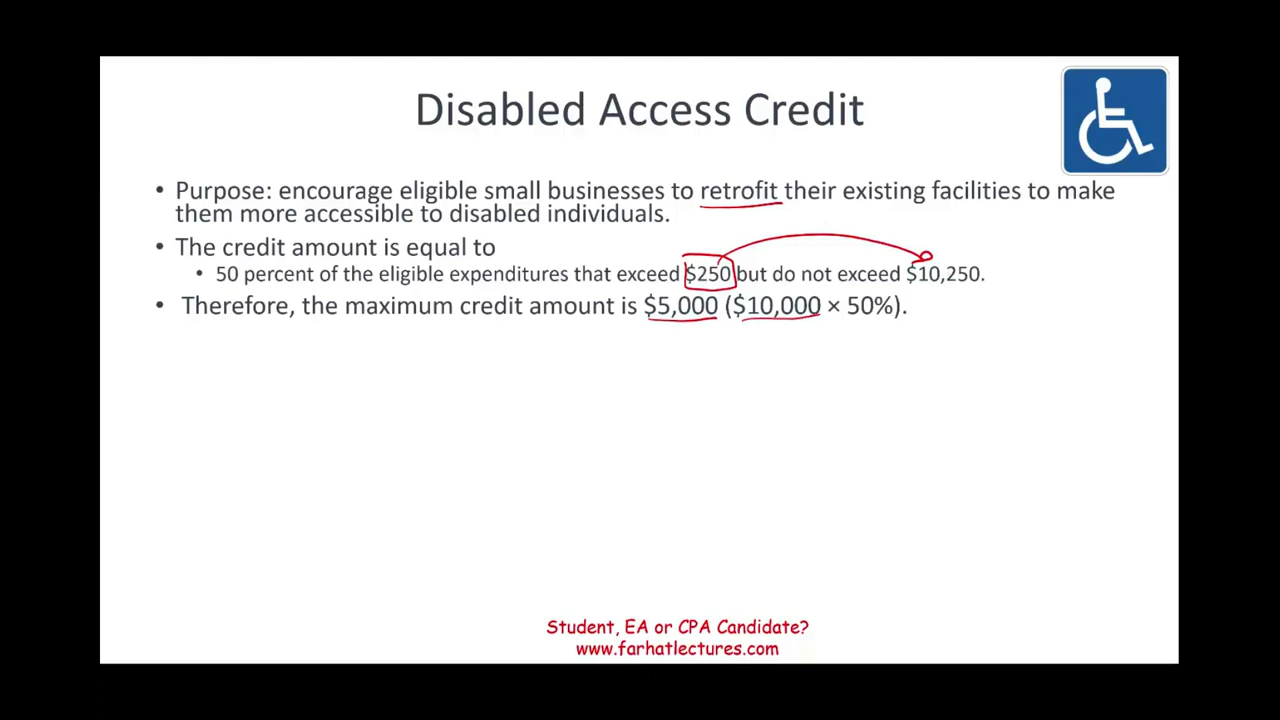 Disabled Access Credit
• Purpose: encourage eligible small businesses to retrofit their existing facilities to make
them more accessible to disabled individuals.
• The credit amount is equal to
• 50 percent of the eligible expenditures that exceed $250 but do not exceed $10,250.
• Therefore, the maximum credit amount is $5,000 ($10,000 × 50%).
Student, EA or CPA Candidate?
www.farhatlectures.com